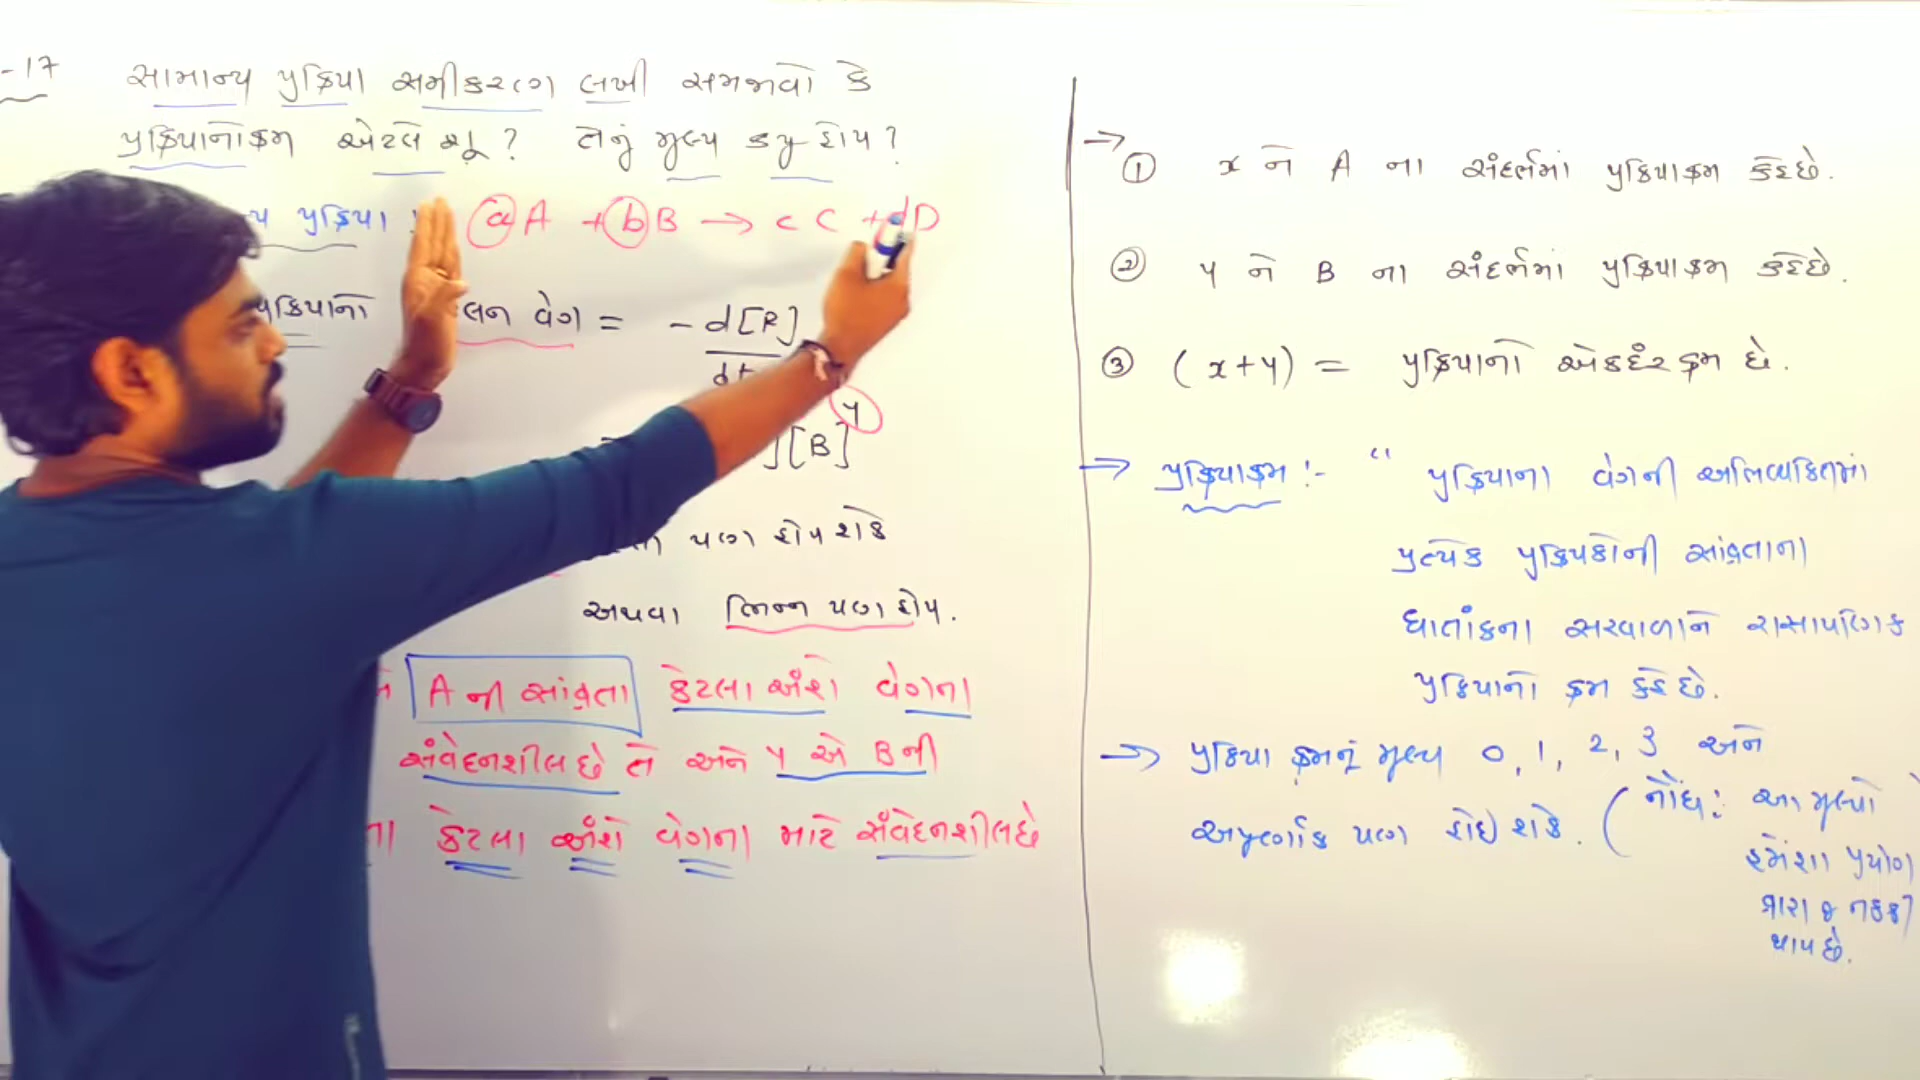 -17 સામાન્ય પ્રક્રિયા સમીકરણ લખી સમજાવો કે
પ્રક્રિયાનોક્રમ એટલે શું? તેનું મૂલ્ય કયુ હોય?
પ્રક્રિયા : aA + bB → cC + dD
પ્રક્રિયાનો લન વેગ = -d[R]
dt
][B]^y
પણ હોય શકે
અથવા ભિન્ન પણ હોય.
A ની સાંદ્રતા કેટલા અંશે વેગના
સંવેદનશીલ છે તે અને y એ B ની
કેટલા અંશે વેગના માટે સંવેદનશીલ છે
→ ① x ને A ના સંદર્ભમાં પ્રક્રિયાક્રમ કહે છે.
② y ને B ના સંદર્ભમાં પ્રક્રિયાક્રમ કહે છે.
③ (x+y) = પ્રક્રિયાનો એકંદર ક્રમ છે.
→ પ્રક્રિયાક્રમ :- " પ્રક્રિયાના વેગની અભિવ્યક્તિમાં
પ્રત્યેક પ્રક્રિયકોની સાંદ્રતાના
ઘાતાંકના સરવાળાને રાસાયણિક
પ્રક્રિયાનો ક્રમ કહે છે.
→ પ્રક્રિયા ક્રમનું મૂલ્ય 0, 1, 2, 3 અને
અપૂર્ણાંક પણ હોઈ શકે. (નોંધ: આ મૂલ્યો
હંમેશા પ્રયોગ
દ્વારા જ નક્કી
થાય છે.